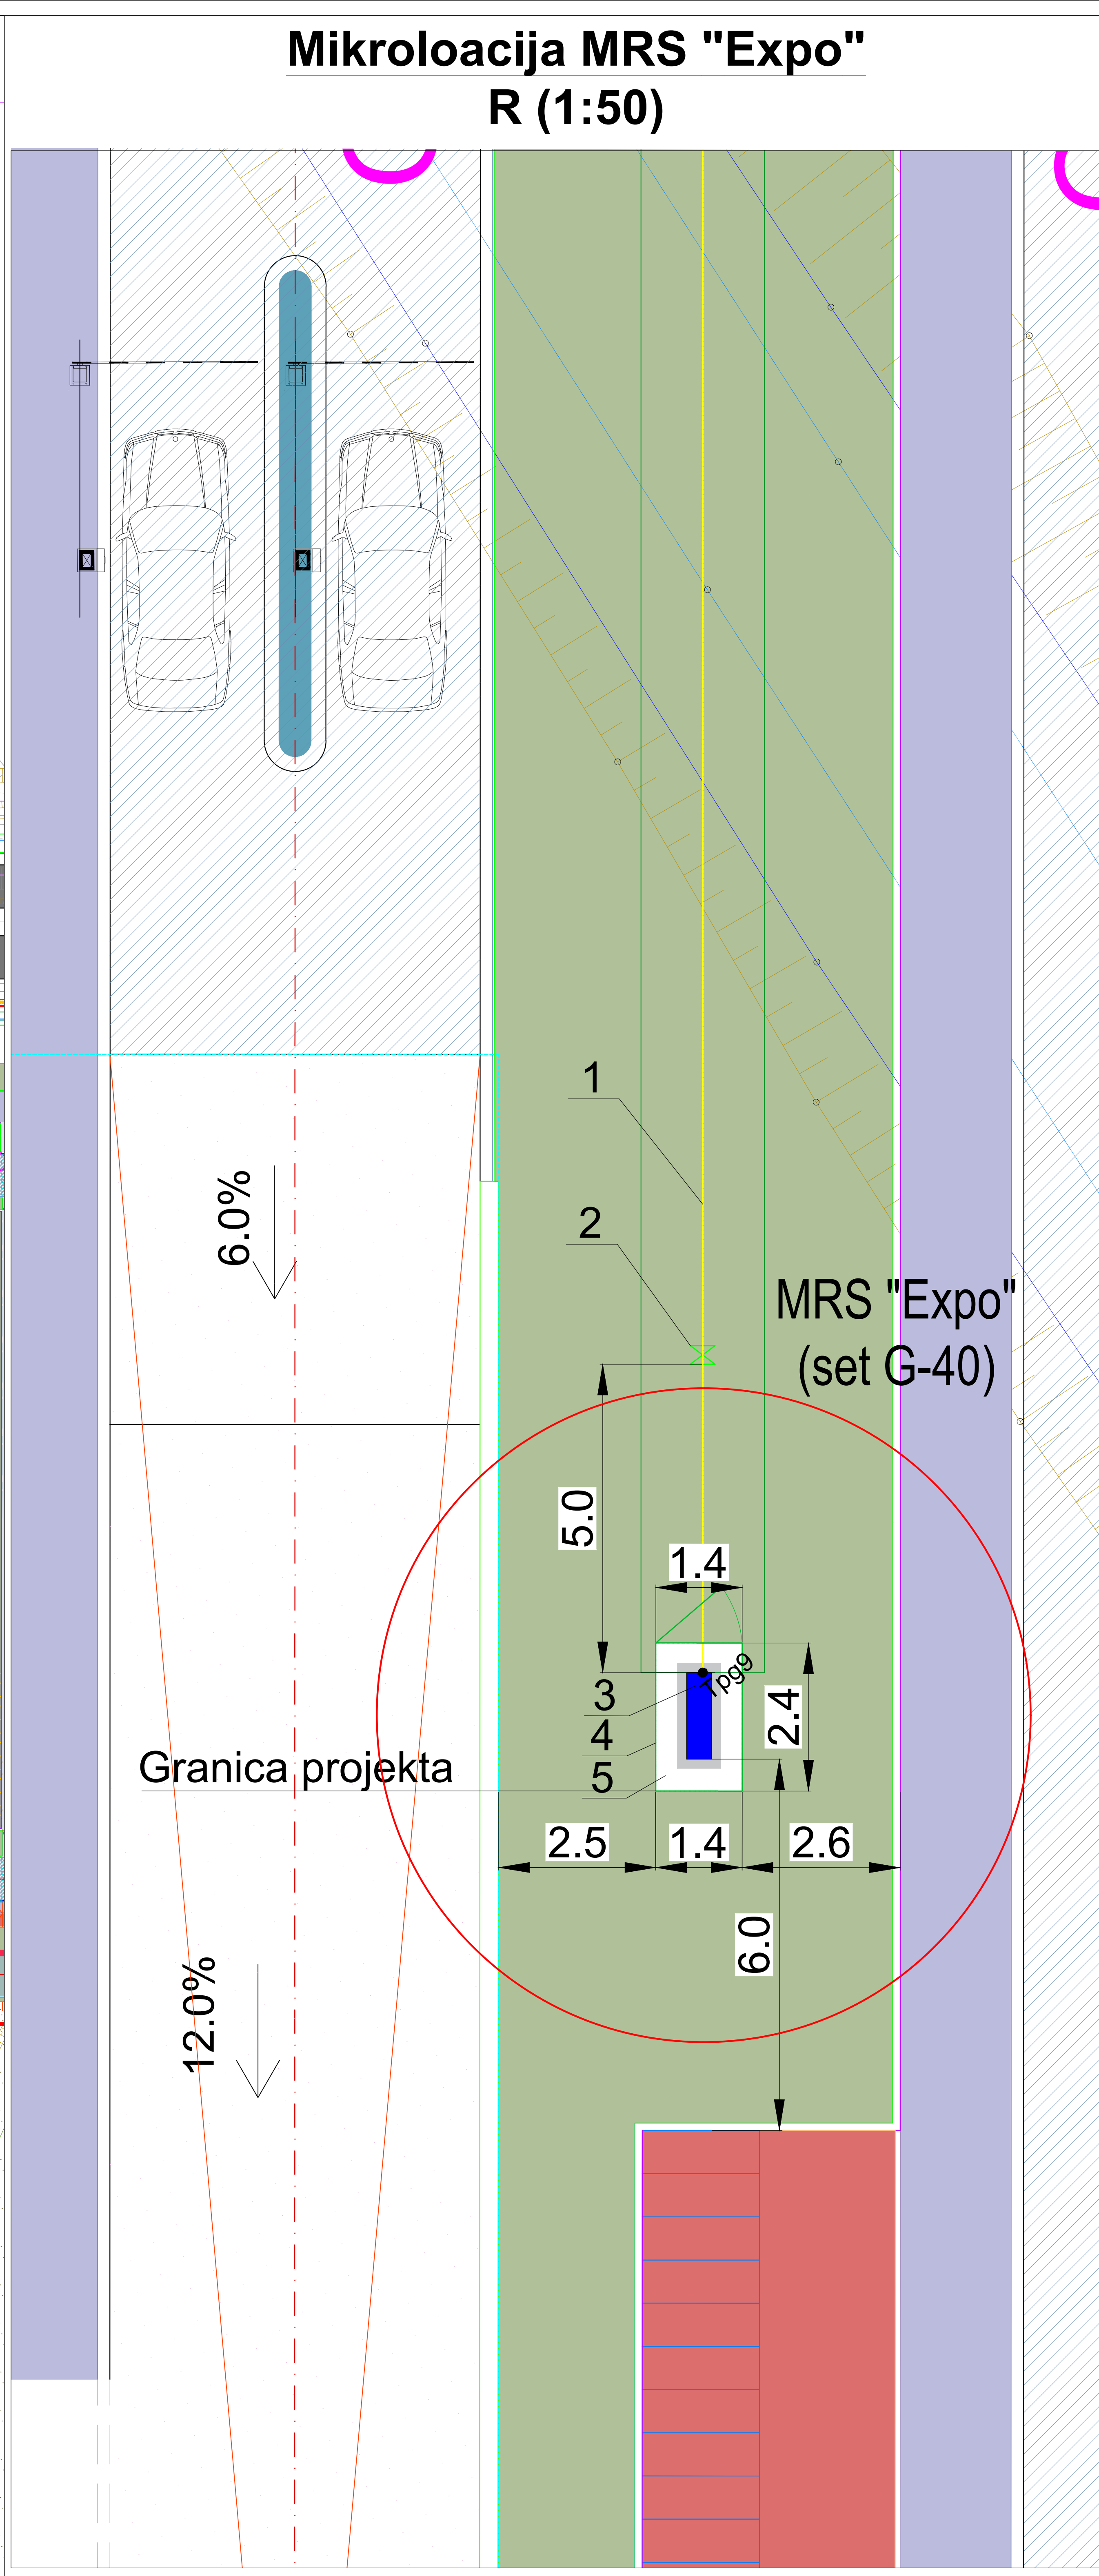 Mikroloacija MRS "Expo"
R (1:50)
1
6.0%
2
MRS "Expo"
(set G-40)
5.0
1.4
Tpg9
3
2.4
4
Granica projekta
5
2.5
1.4
2.6
6.0
12.0%